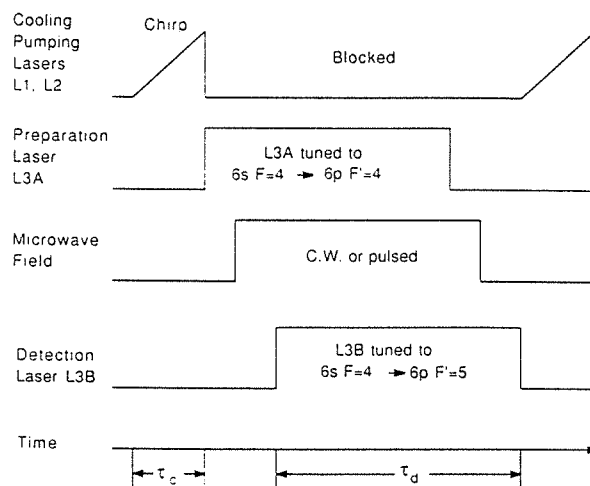 Cooling
Pumping
Lasers
L1, L2
Chirp
Blocked
Preparation
Laser
L3A
L3A tuned to
6s F=4 → 6p F'=4
Microwave
Field
C.W. or pulsed
Detection
Laser L3B
L3B tuned to
6s F=4 → 6p F'=5
Time
τc
τd